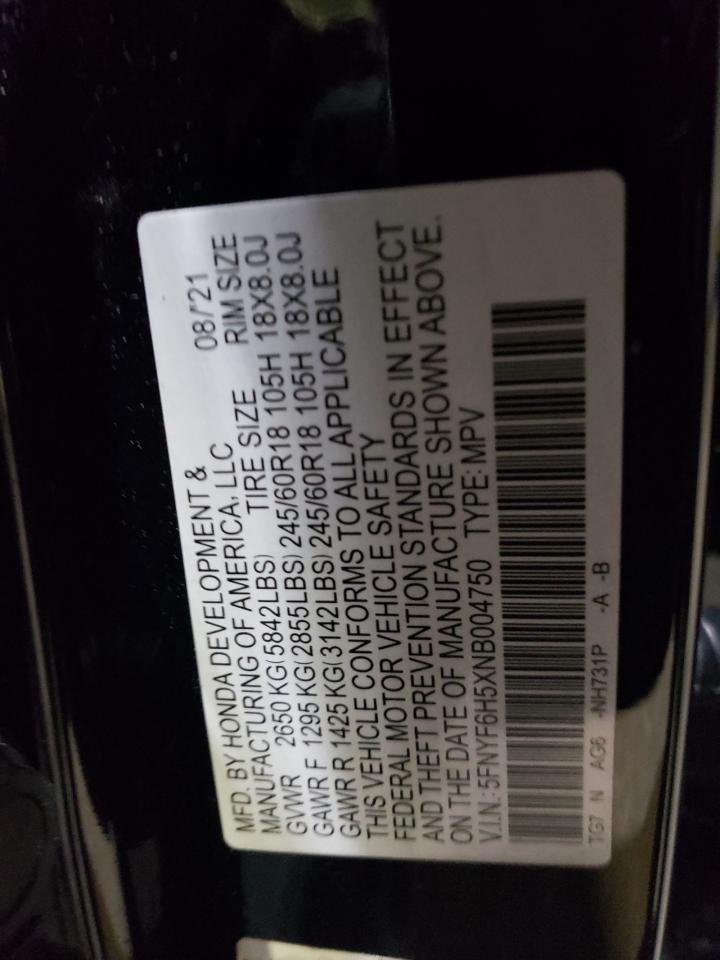 MFD. BY HONDA DEVELOPMENT & 08/'21
MANUFACTURING OF AMERICA, LLC
TIRE SIZE RIM SIZE
GVWR 2650 KG(5842LBS)
GAWR F 1295 KG(2855LBS) 245/60R18 105H 18X8.0J
GAWR R 1425 KG(3142LBS) 245/60R18 105H 18X8.0J
THIS VEHICLE CONFORMS TO ALL APPLICABLE
FEDERAL MOTOR VEHICLE SAFETY
AND THEFT PREVENTION STANDARDS IN EFFECT
ON THE DATE OF MANUFACTURE SHOWN ABOVE.
V.I.N.:5FNYF6H5XNB004750 TYPE: MPV
TG7 N AG6 -NH731P -A -B